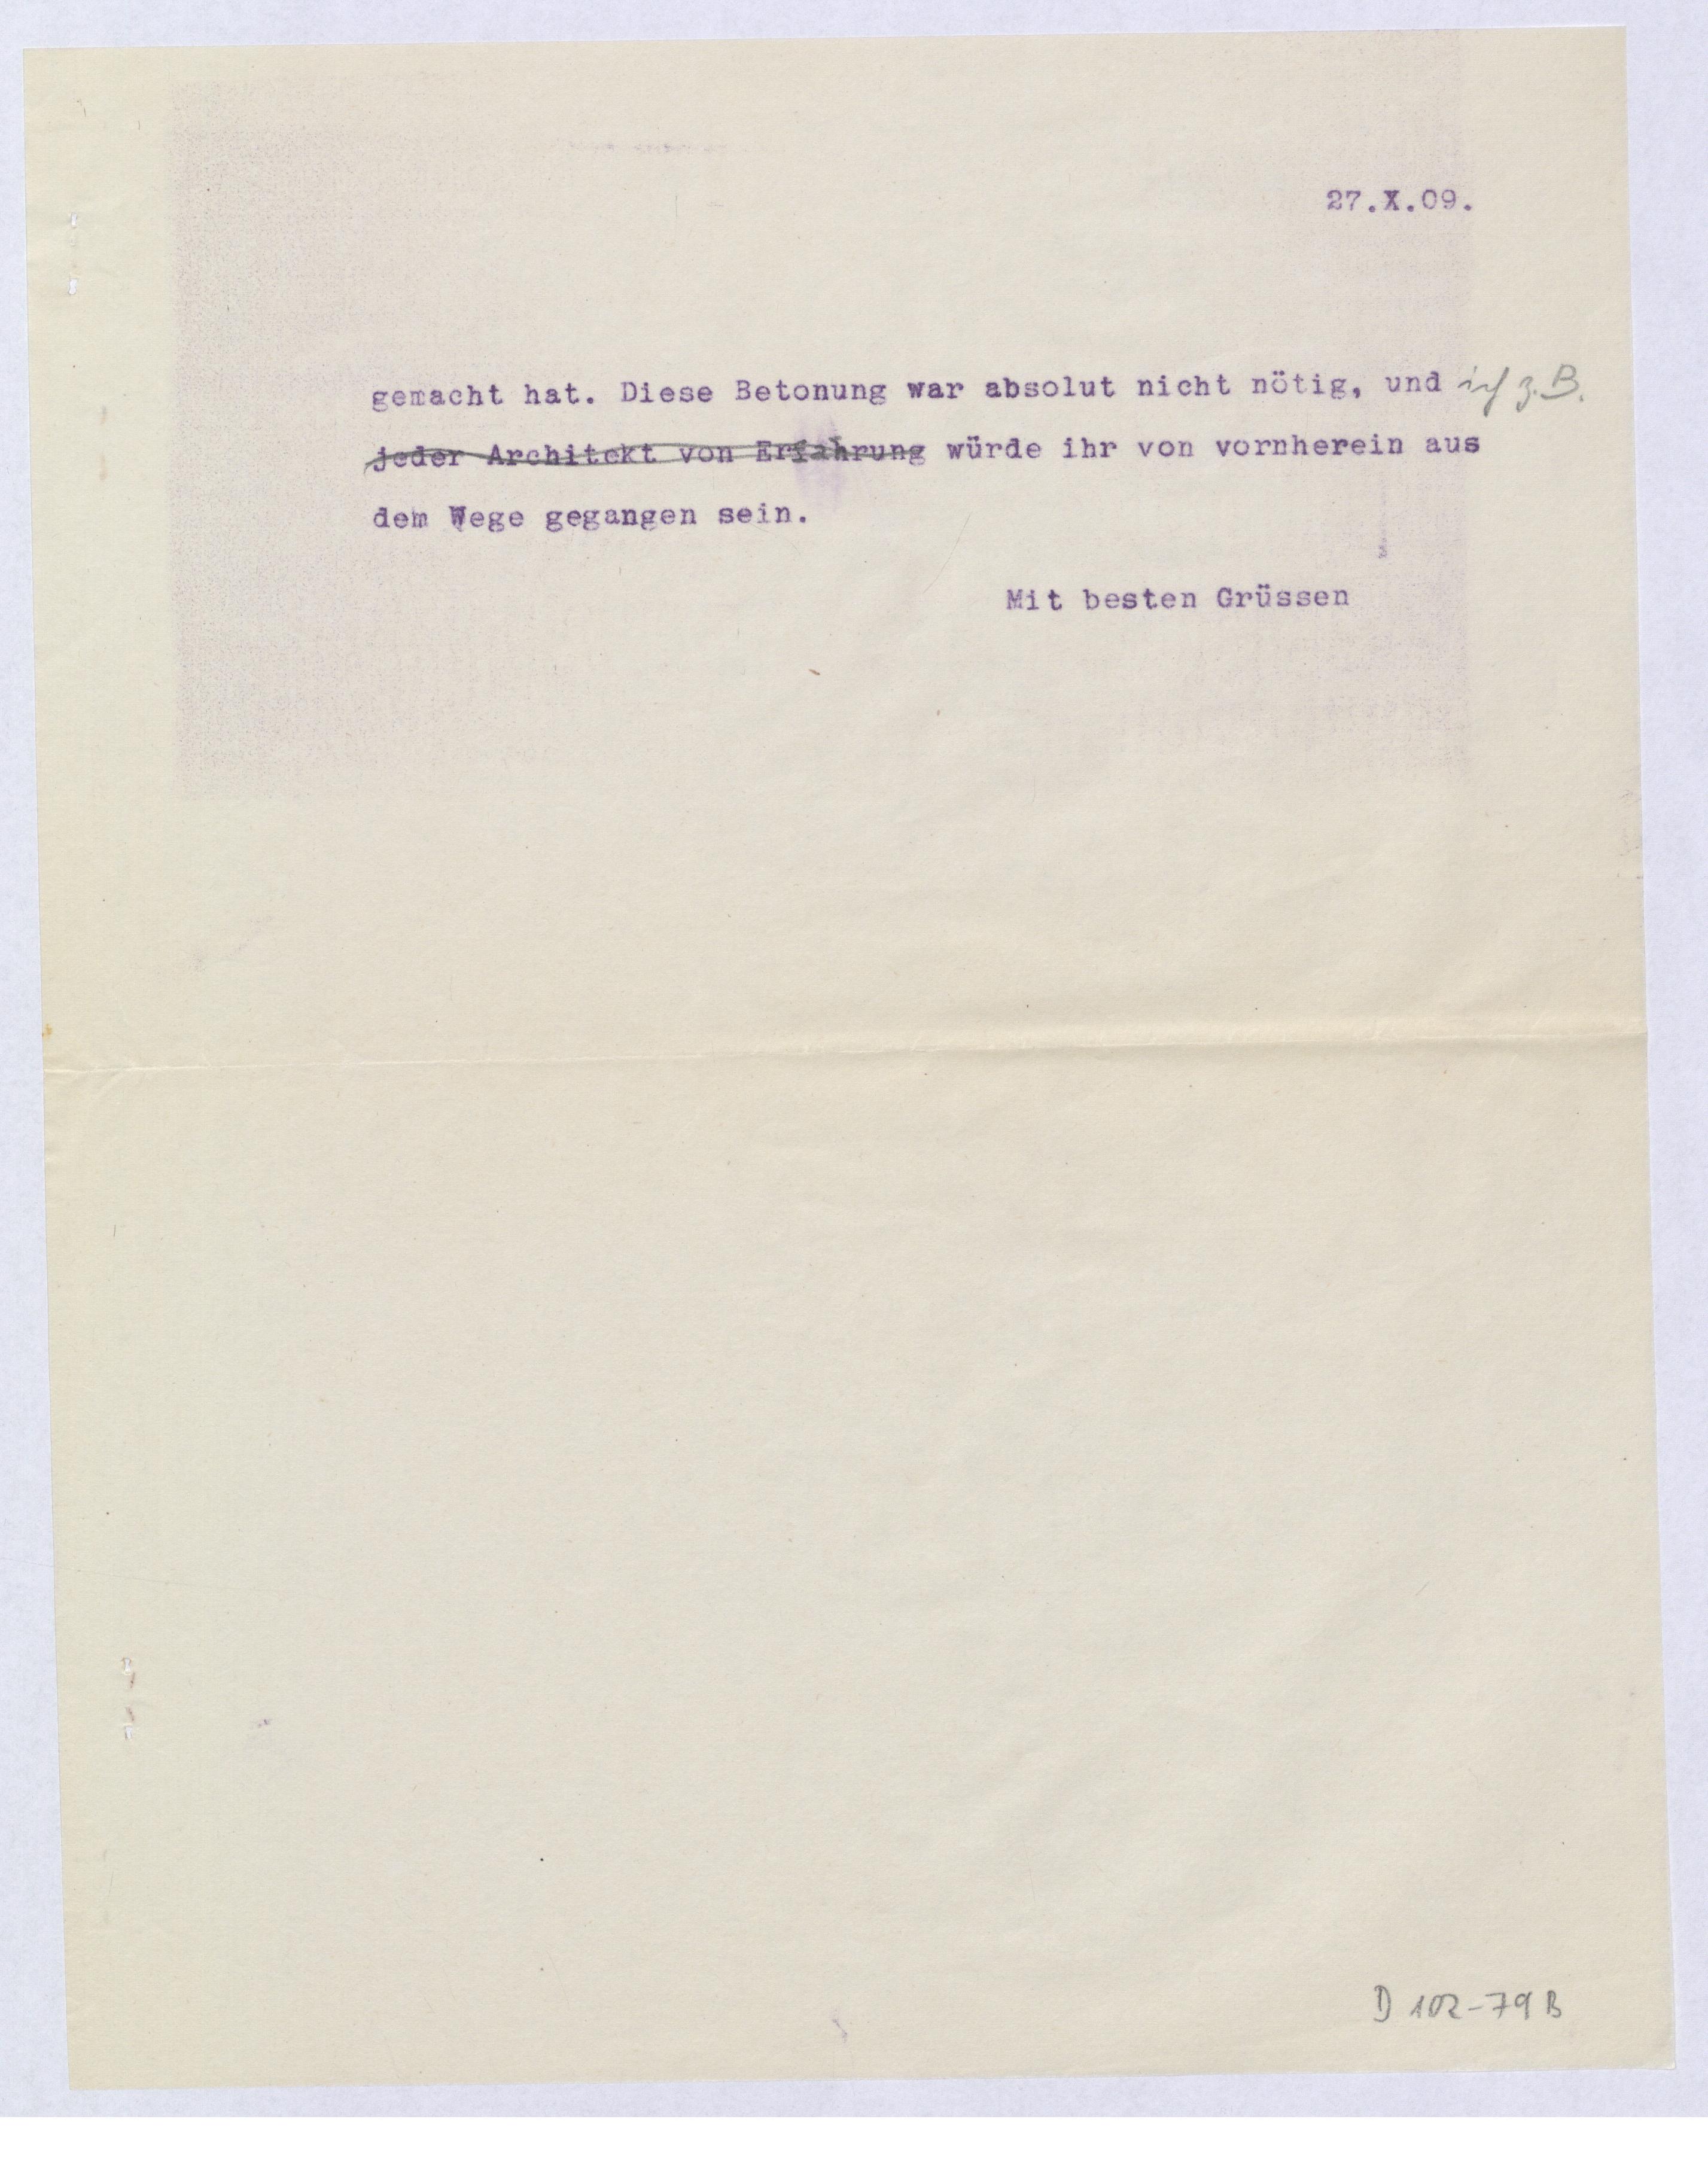 27.X.09.
gemacht hat. Diese Betonung war absolut nicht nötig, und ich z.B.
jeder Architekt von Erfahrung würde ihr von vornherein aus
dem Wege gegangen sein.
Mit besten Grüssen
D 102-79 B